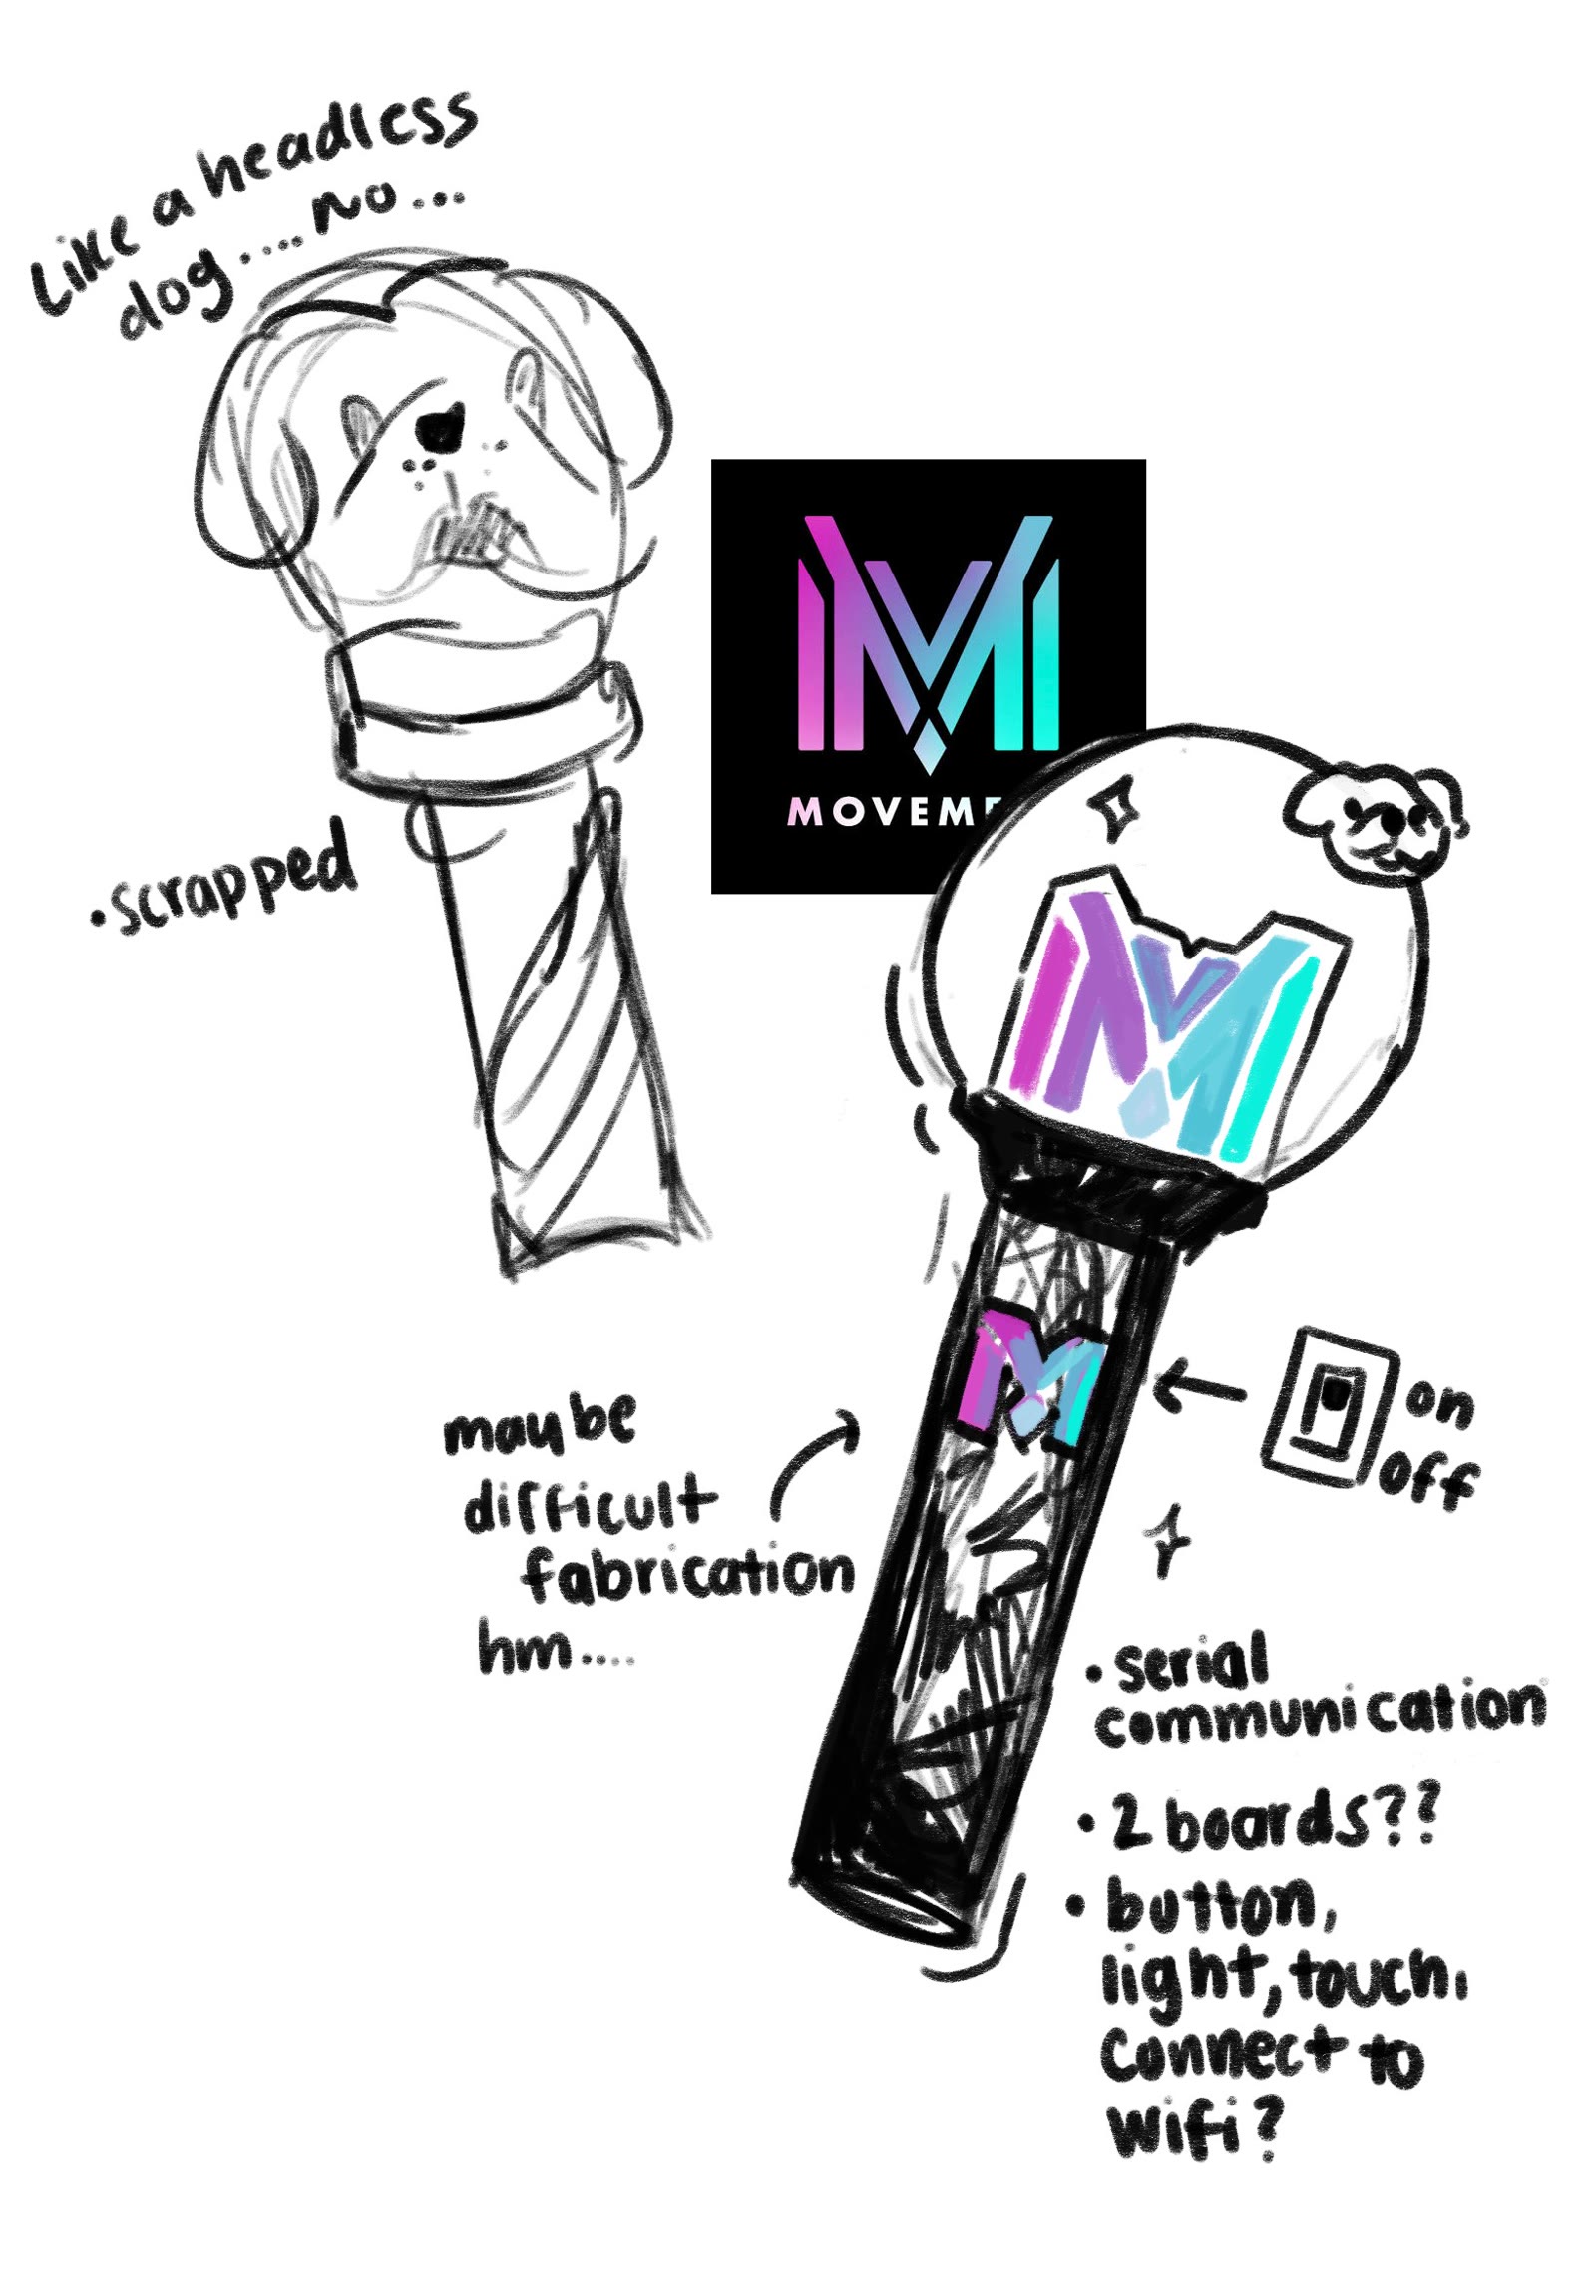 Like a headless
dog....no...
•scrapped
MOVEME
on
off
maybe
difficult
fabrication
hm....
•serial
communication
•2 boards??
•button,
light, touch.
Connect to
wifi?